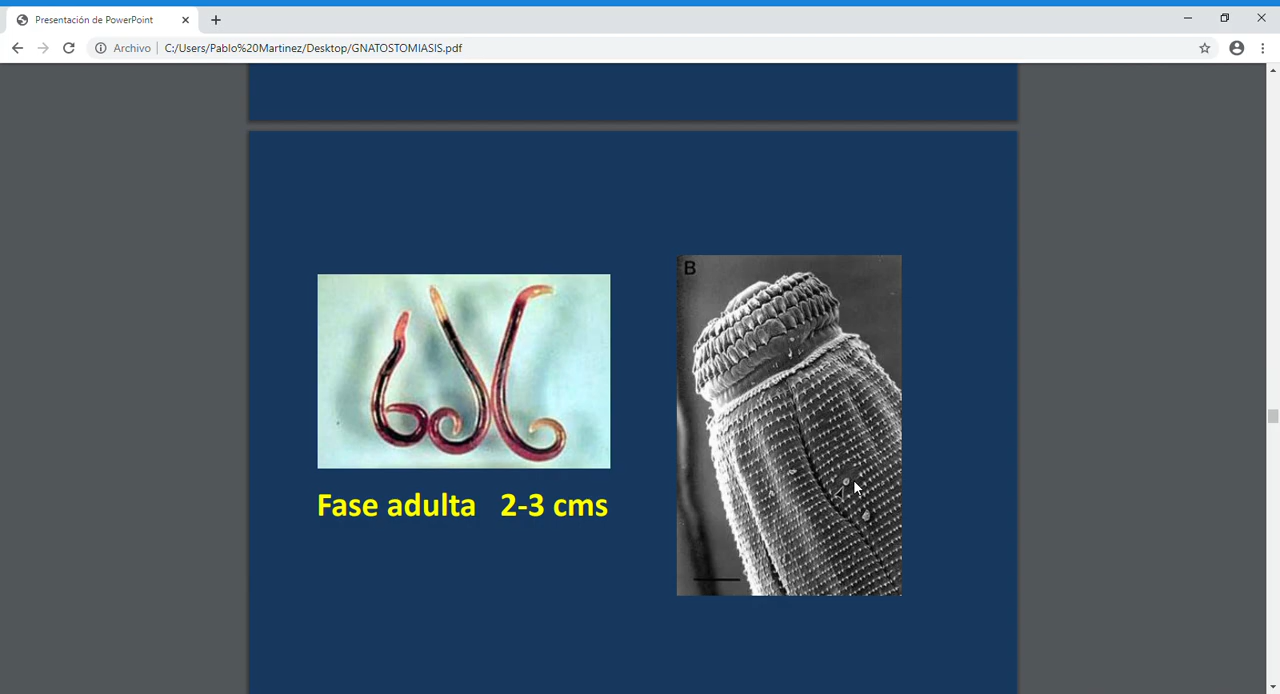 Presentación de PowerPoint
Archivo | C:/Users/Pablo%20Martinez/Desktop/GNATOSTOMIASIS.pdf
B
Fase adulta 2-3 cms